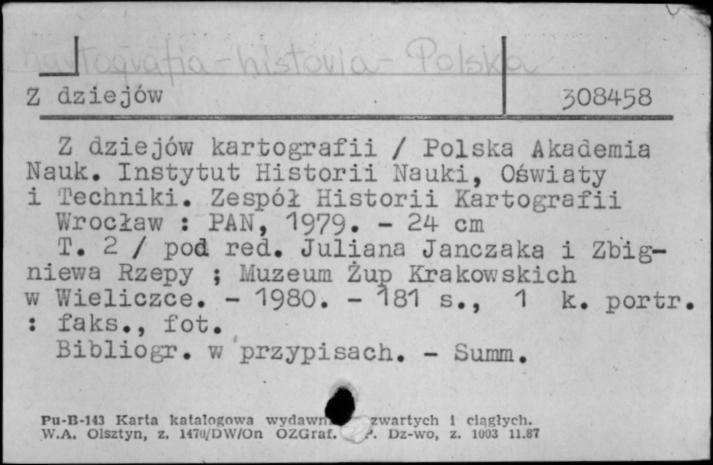 kartografia - historia - Polska
Z dziejów 308458
Z dziejów kartografii / Polska Akademia
Nauk. Instytut Historii Nauki, Oświaty
i Techniki. Zespół Historii Kartografii
Wrocław : PAN, 1979. - 24 cm
T. 2 / pod red. Juliana Janczaka i Zbig-
niewa Rzepy ; Muzeum Żup Krakowskich
w Wieliczce. - 1980. - 181 s., 1 k. portr.
: faks., fot.
Bibliogr. w przypisach. - Summ.
Pu-B-143 Karta katalogowa wydawn zwartych i ciągłych.
W.A. Olsztyn, z. 1470/DW/On OZGraf. P. Dz-wo, z. 1003 11.87